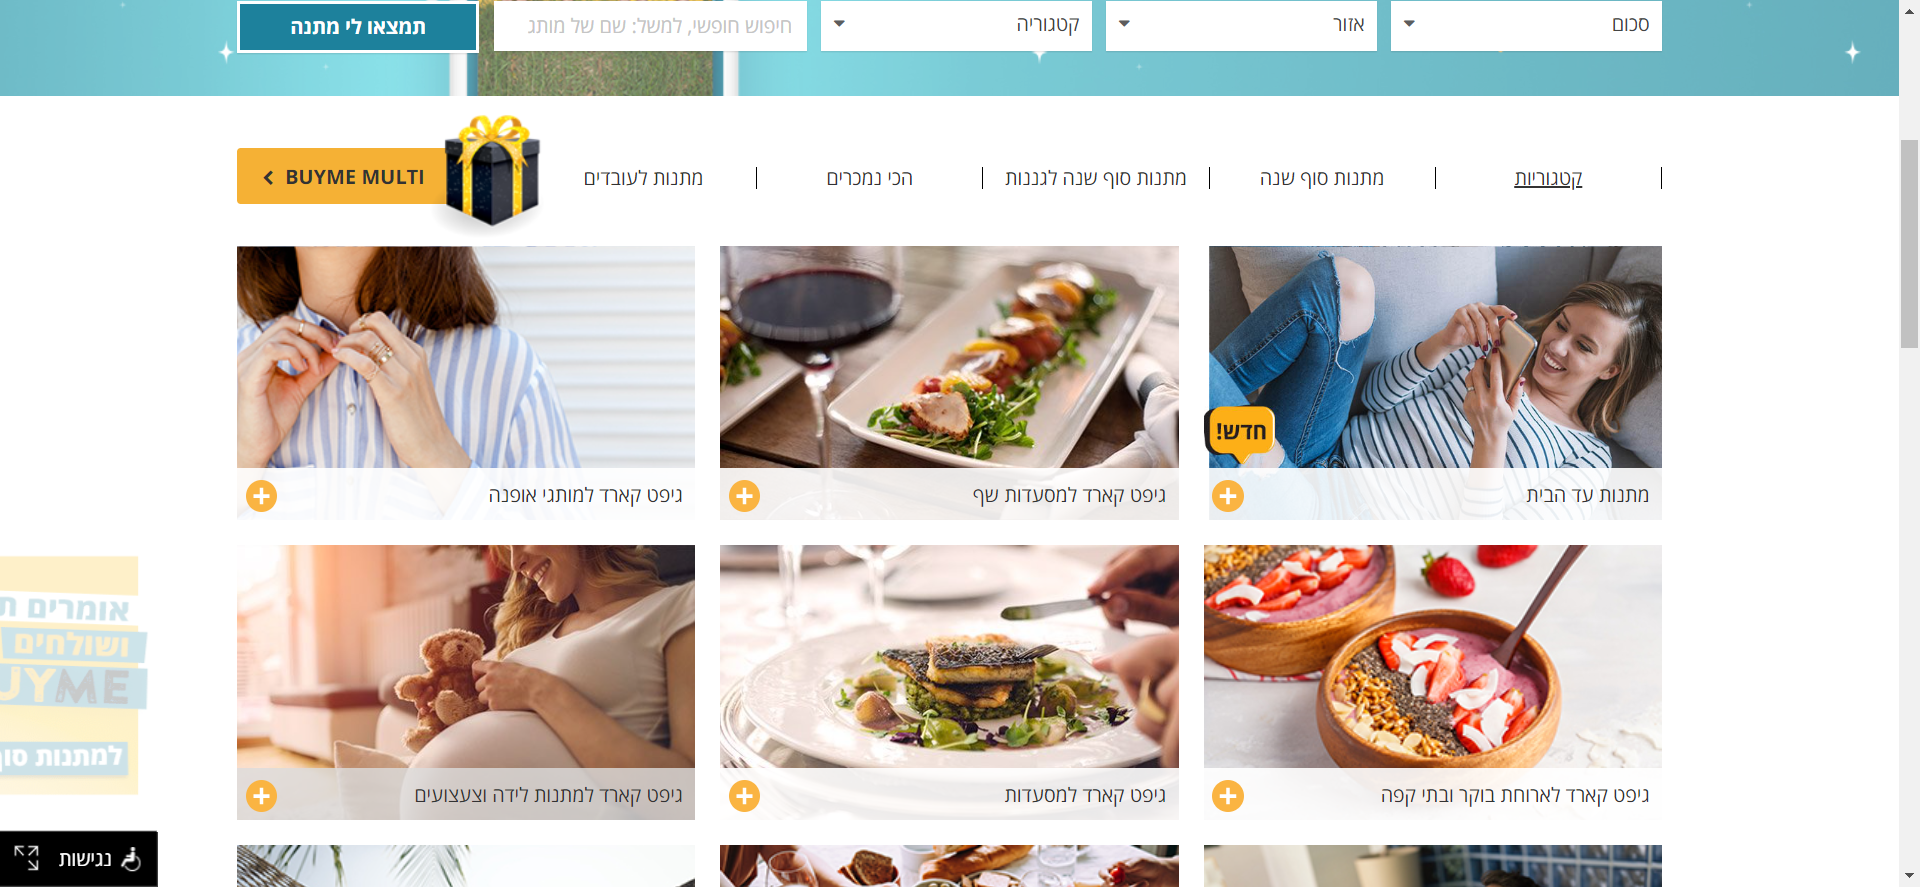 סכום
אזור
קטגוריה
חיפוש חופשי, למשל: שם של מותג
תמצאו לי מתנה
קטגוריות
מתנות סוף שנה
מתנות סוף שנה לגננות
הכי נמכרים
מתנות לעובדים
BUYME MULTI
חדש!
מתנות עד הבית
גיפט קארד למסעדות שף
גיפט קארד למותגי אופנה
גיפט קארד לארוחת בוקר ובתי קפה
גיפט קארד למסעדות
גיפט קארד למתנות לידה וצעצועים
אומרים ת
ושולחים
UYME
למתנות סוף
נגישות